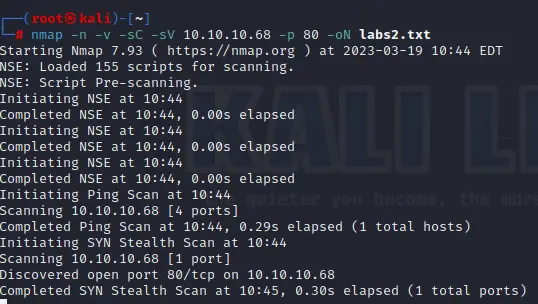 ┌──(root㉿kali)-[~]
└─# nmap -n -v -sC -sV 10.10.10.68 -p 80 -oN labs2.txt
Starting Nmap 7.93 ( https://nmap.org ) at 2023-03-19 10:44 EDT
NSE: Loaded 155 scripts for scanning.
NSE: Script Pre-scanning.
Initiating NSE at 10:44
Completed NSE at 10:44, 0.00s elapsed
Initiating NSE at 10:44
Completed NSE at 10:44, 0.00s elapsed
Initiating NSE at 10:44
Completed NSE at 10:44, 0.00s elapsed
Initiating Ping Scan at 10:44
Scanning 10.10.10.68 [4 ports]
Completed Ping Scan at 10:44, 0.29s elapsed (1 total hosts)
Initiating SYN Stealth Scan at 10:44
Scanning 10.10.10.68 [1 port]
Discovered open port 80/tcp on 10.10.10.68
Completed SYN Stealth Scan at 10:45, 0.30s elapsed (1 total ports)
KALI LI
quieter you become, the mor